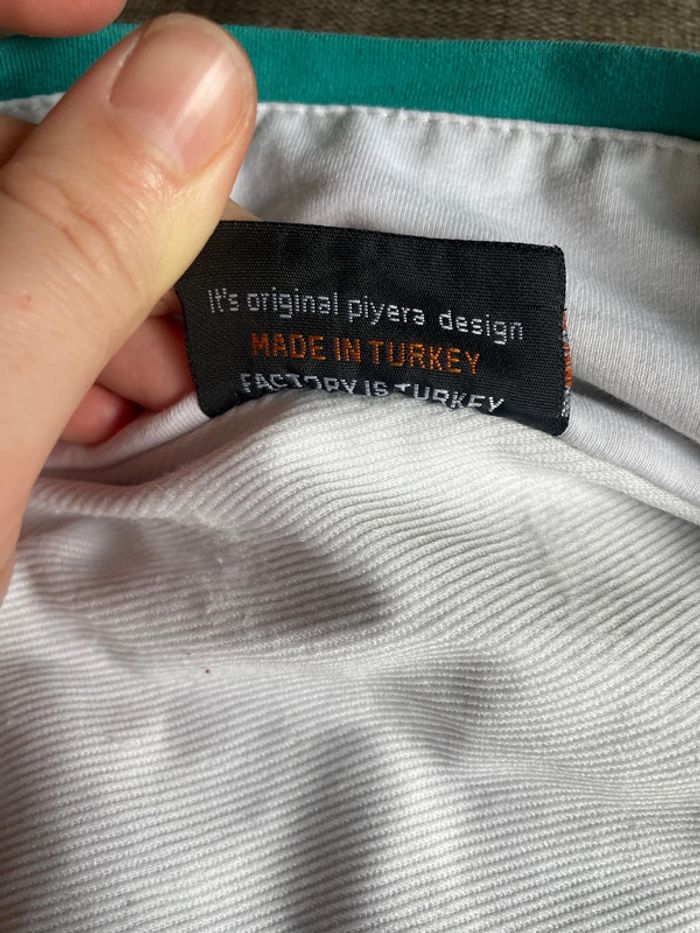 It's original piyera design
MADE IN TURKEY
FACTORY IS TURKEY